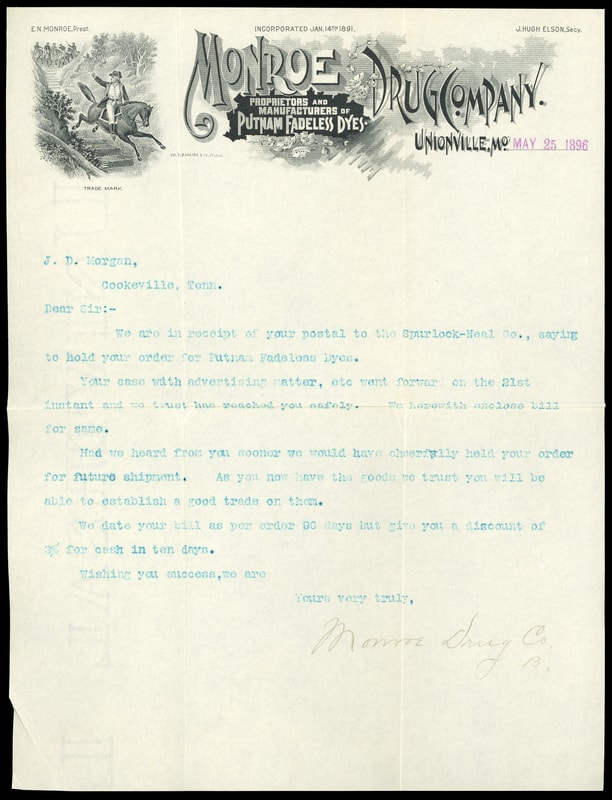 E.N. MONROE, Prest.
INCORPORATED JAN. 14TH 1891.
J. HUGH ELSON, Secy.
MONROE DRUG COMPANY.
PROPRIETORS AND
MANUFACTURERS OF
PUTNAM FADELESS DYES
UNIONVILLE, MO. MAY 25 1896
TRADE MARK.
J. D. Morgan,
Cookeville, Tenn.
Dear Sir:-
We are in receipt of your postal to the Spurlock-Neal Co., saying
to hold your order for Putnam Fadeless Dyes.
Your case with advertising matter, etc went forward on the 21st
instant and we trust has reached you safely. We herewith enclose bill
for same.
Had we heard from you sooner we would have cheerfully held your order
for future shipment. As you now have the goods we trust you will be
able to establish a good trade on them.
We date your bill as per order 90 days but give you a discount of
3% for cash in ten days.
Wishing you success,we are
Yours very truly,
Monroe Drug Co.
B.